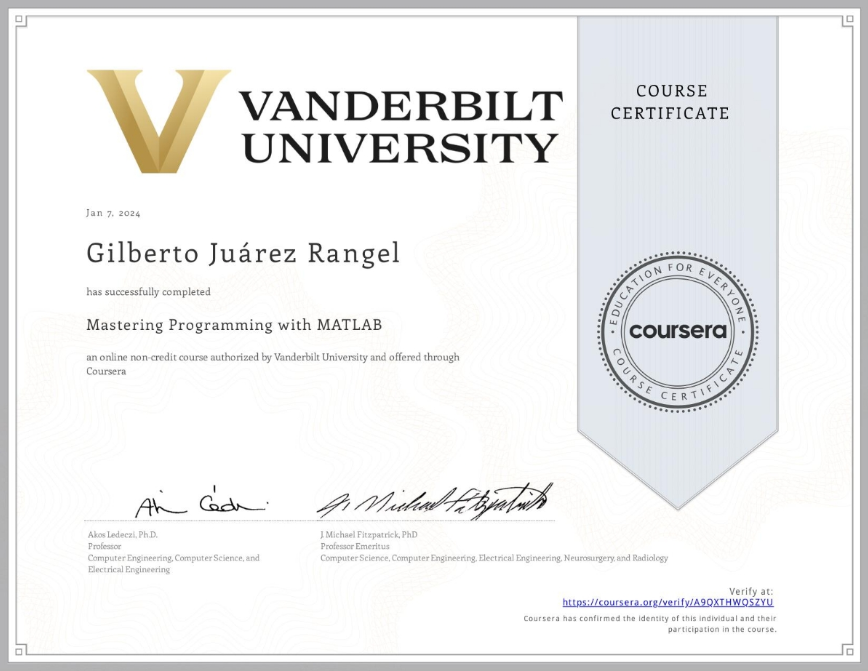 VANDERBILT
UNIVERSITY
COURSE
CERTIFICATE
Jan 7, 2024
Gilberto Juárez Rangel
has successfully completed
Mastering Programming with MATLAB
an online non-credit course authorized by Vanderbilt University and offered through
Coursera
EDUCATION FOR EVERYONE
coursera
COURSE CERTIFICATE
Akos Ledeczi, Ph.D.
Professor
Computer Engineering, Computer Science, and
Electrical Engineering
J. Michael Fitzpatrick, PhD
Professor Emeritus
Computer Science, Computer Engineering, Electrical Engineering, Neurosurgery, and Radiology
Verify at:
https://coursera.org/verify/A9QXTHWQSZYU
Coursera has confirmed the identity of this individual and their
participation in the course.